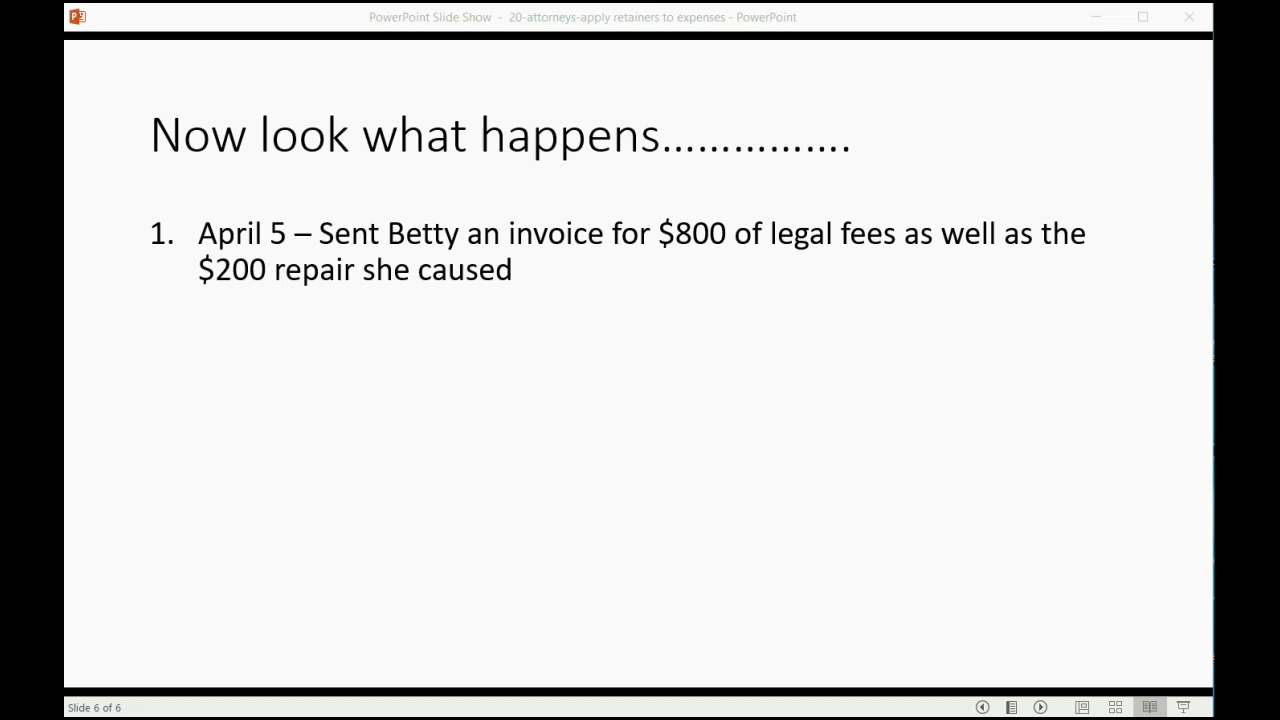 PowerPoint Slide Show - 20-attorneys-apply retainers to expenses - PowerPoint
Now look what happens................
1. April 5 – Sent Betty an invoice for $800 of legal fees as well as the
$200 repair she caused
Slide 6 of 6